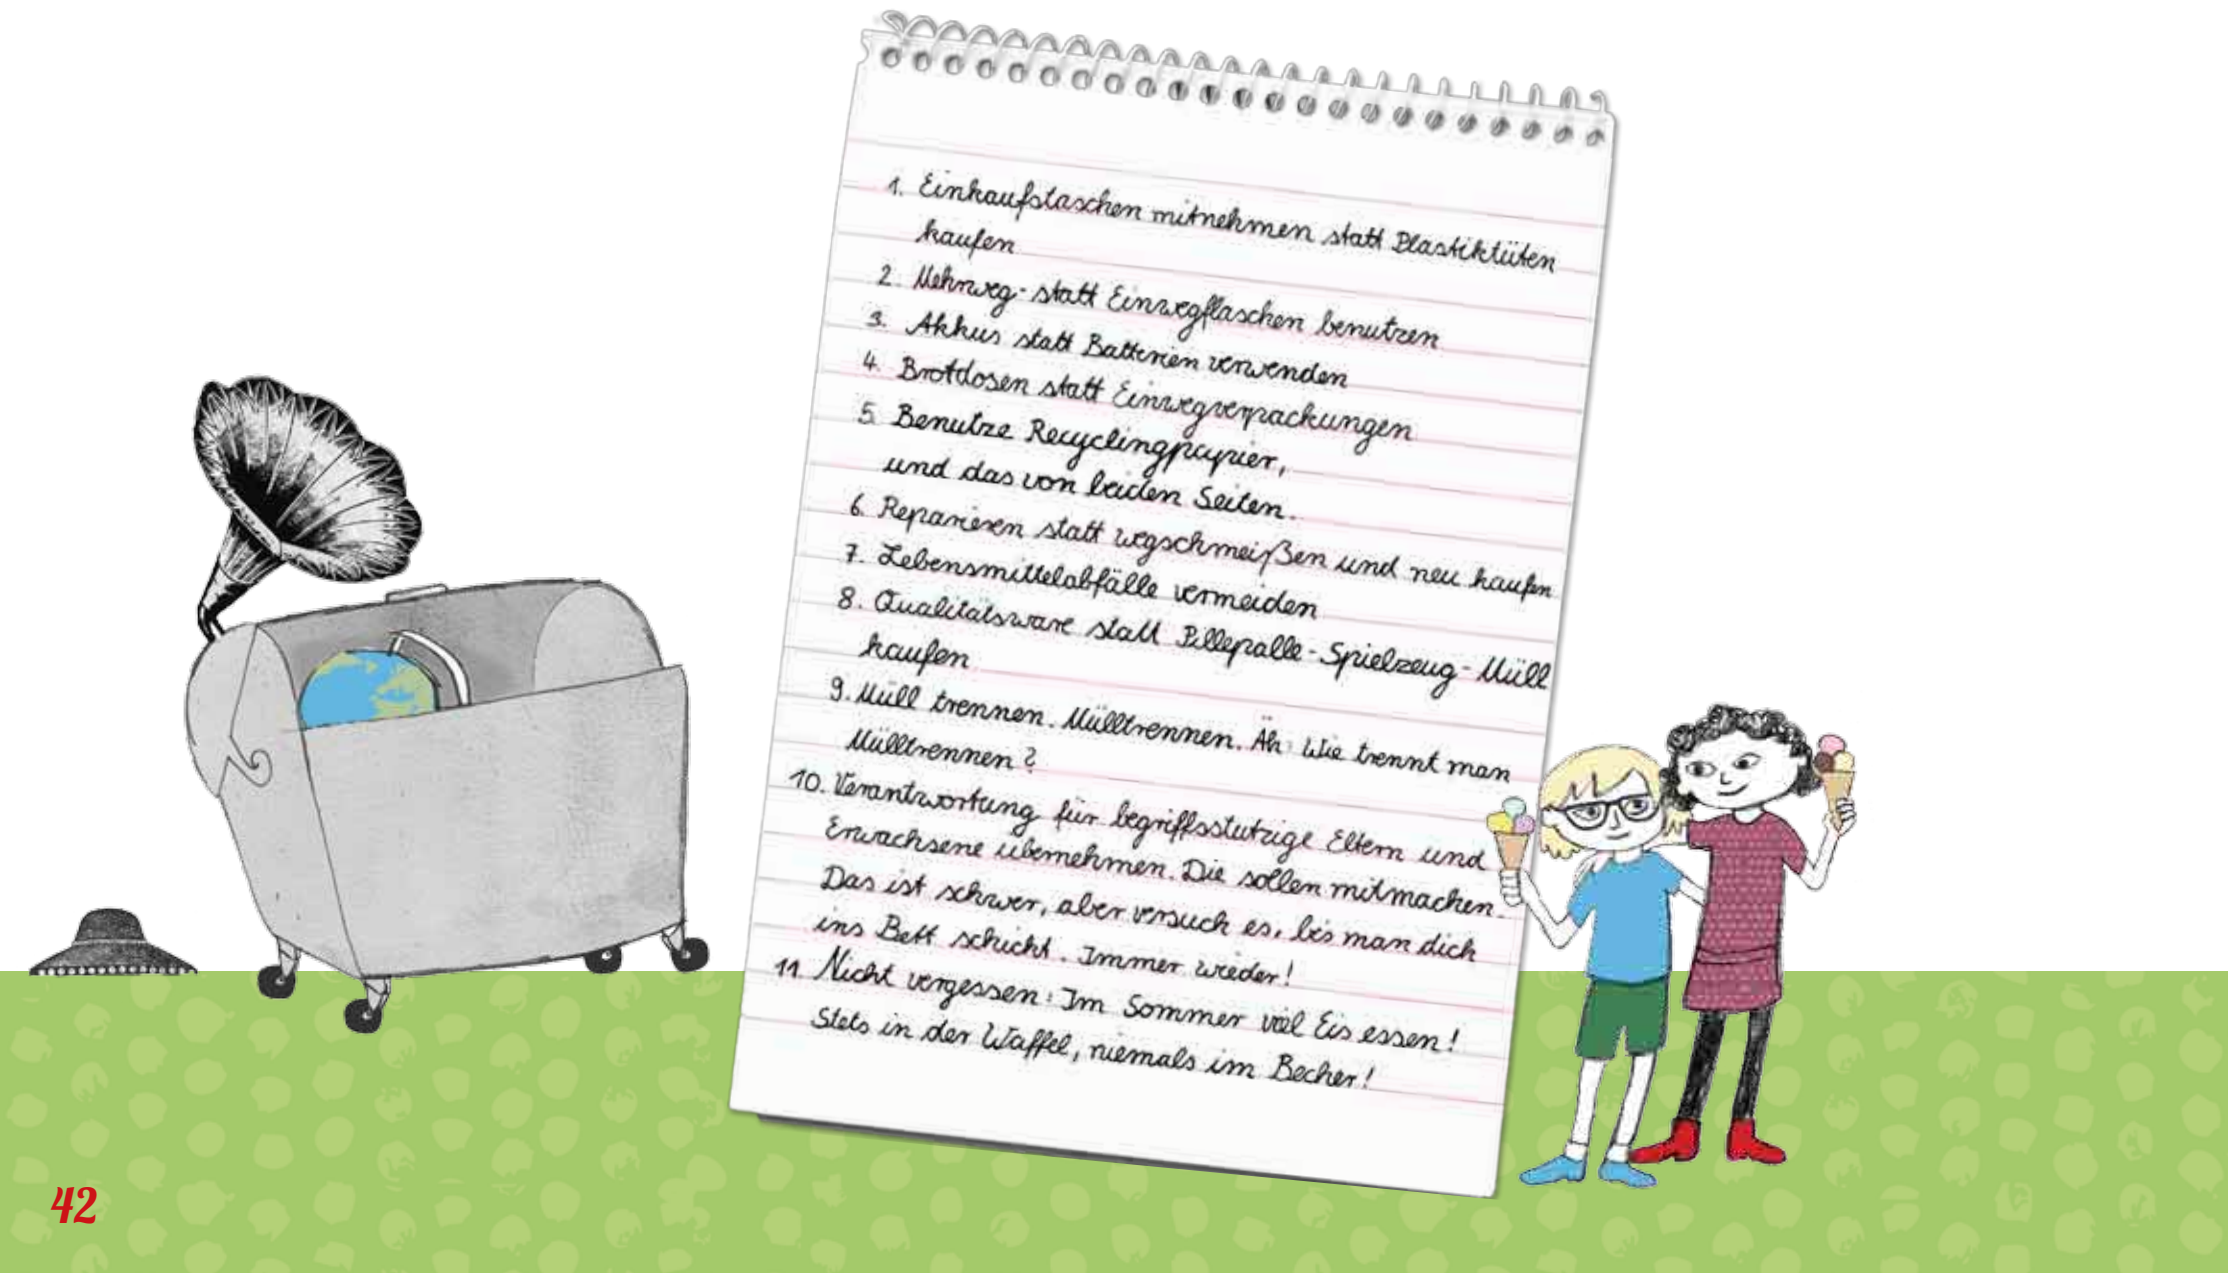 1. Einkaufstaschen mitnehmen statt Plastiktüten
kaufen
2. Mehrweg- statt Einwegflaschen benutzen
3. Akkus statt Batterien verwenden
4. Brotdosen statt Einwegverpackungen
5. Benutze Recyclingpapier,
und das von beiden Seiten.
6. Reparieren statt wegschmeißen und neu kaufen
7. Lebensmittelabfälle vermeiden
8. Qualitätsware statt Pillepalle-Spielzeug-Müll
kaufen
9. Müll trennen. Mülltrennen. Äh: Wie trennt man
Mülltrennen?
10. Verantwortung für begriffsstutzige Eltern und
Erwachsene übernehmen. Die sollen mitmachen.
Das ist schwer, aber versuch es, bis man dich
ins Bett schickt. Immer wieder!
11. Nicht vergessen: Im Sommer viel Eis essen!
Stets in der Waffel, niemals im Becher!
42